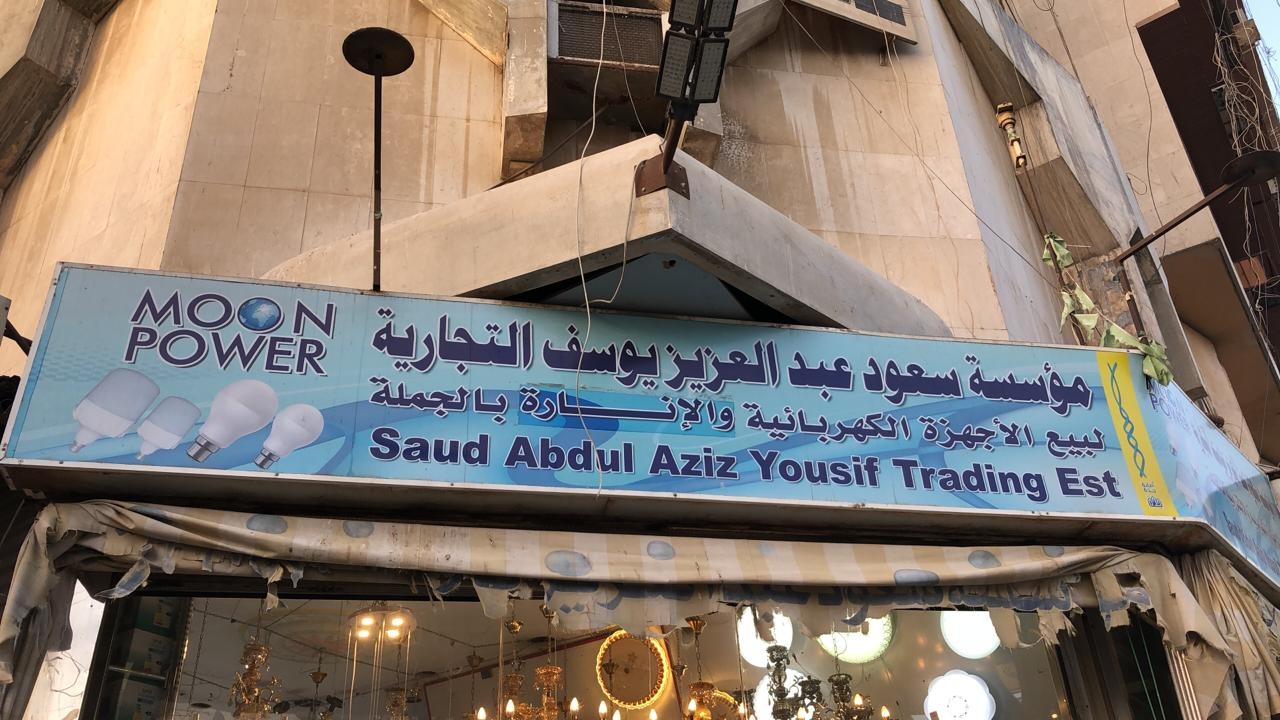 MOON
POWER
مؤسسة سعود عبد العزيز يوسف التجارية
لبيع الأجهزة الكهربائية والإنارة بالجملة
Saud Abdul Aziz Yousif Trading Est